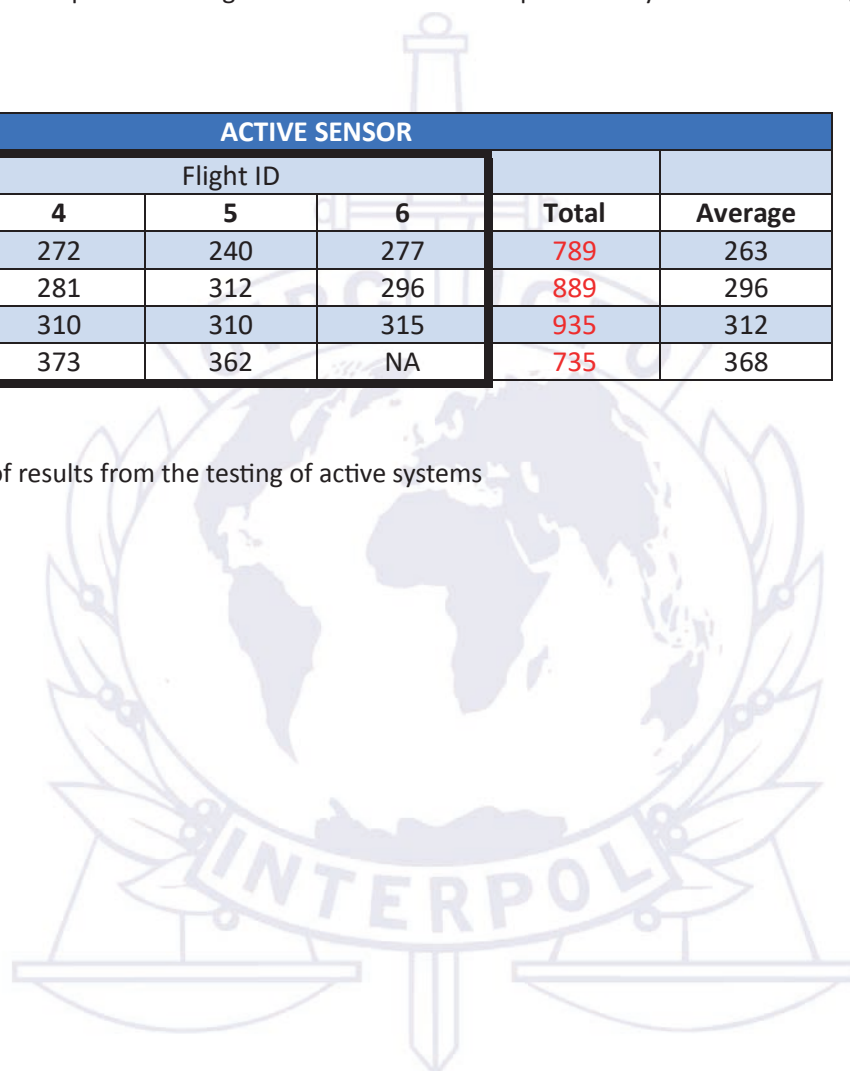 ACTIVE SENSOR
Flight ID
4 5 6 Total Average
272 240 277 789 263
281 312 296 889 296
310 310 315 935 312
373 362 NA 735 368
of results from the testing of active systems
INTERPOL